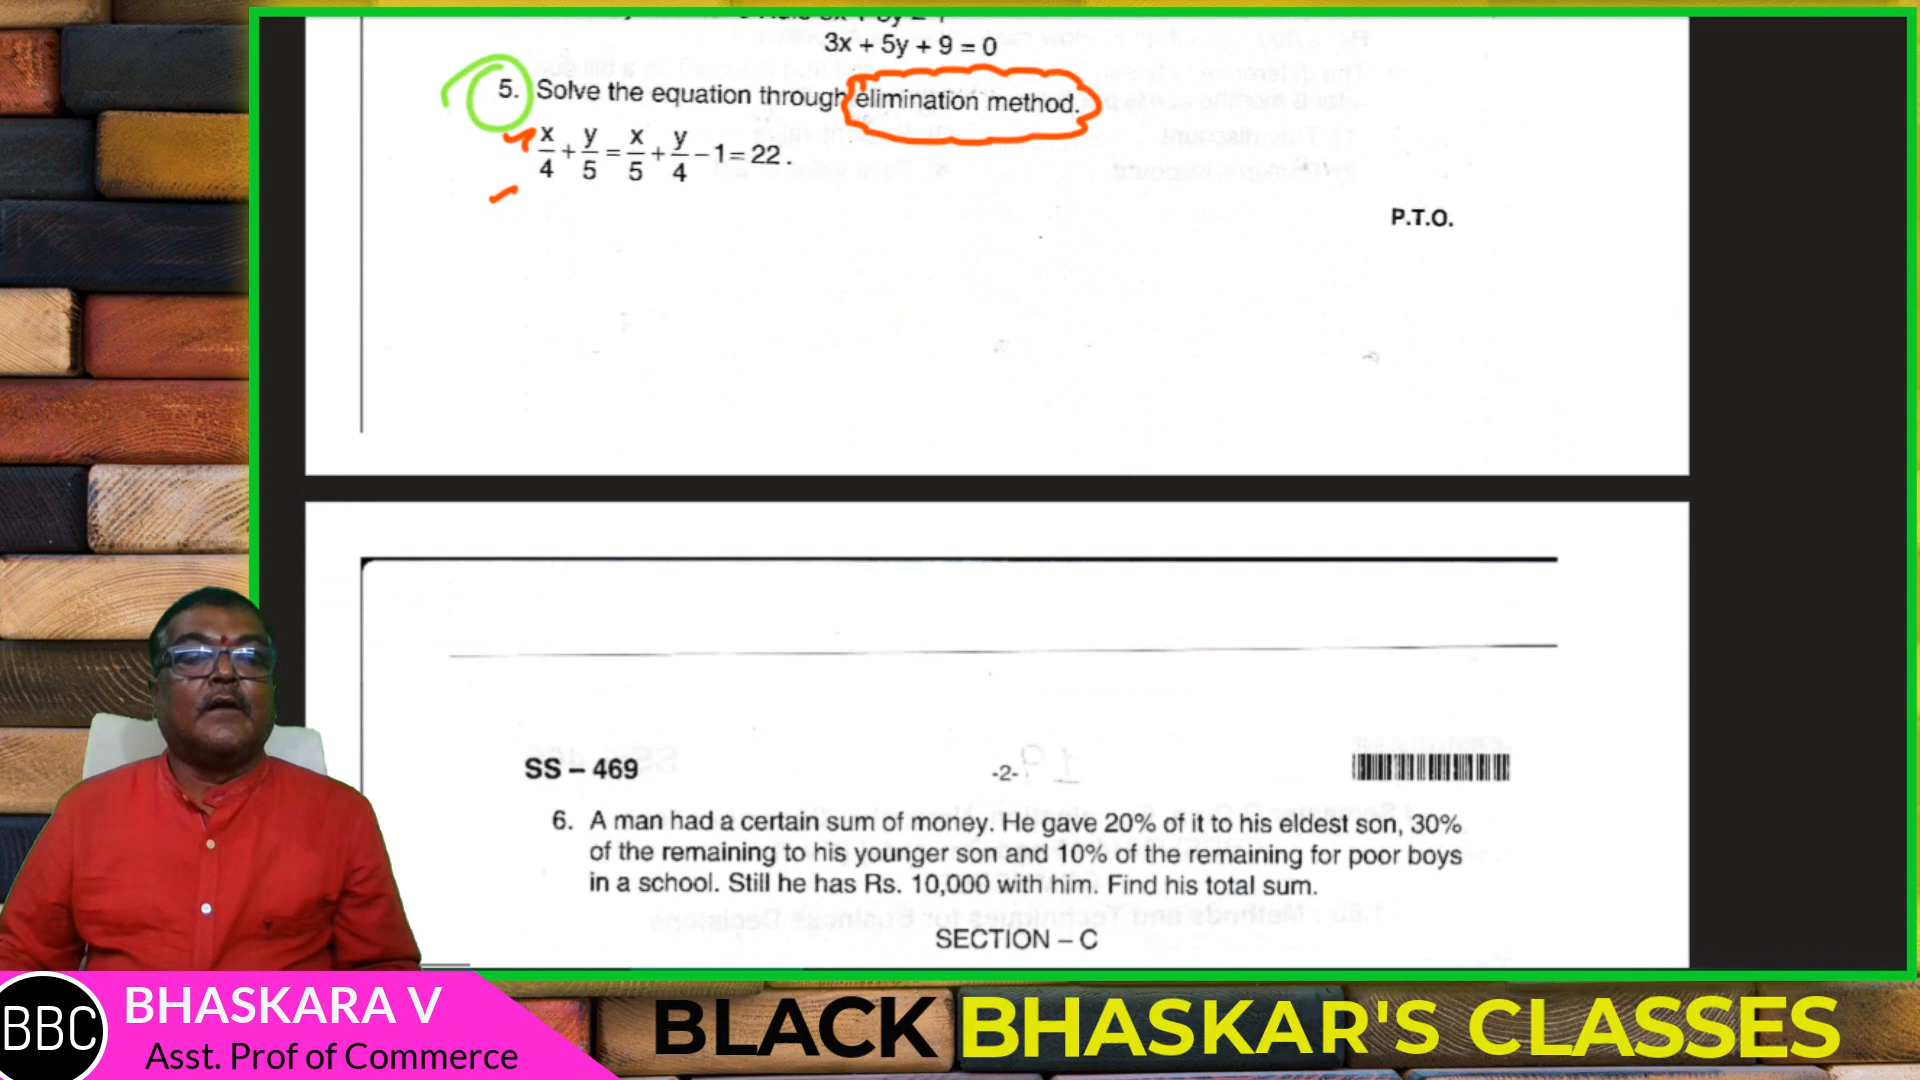 3x + 5y + 9 = 0
5. Solve the equation through elimination method.
x/4 + y/5 = x/5 + y/4 − 1 = 22.
P.T.O.
SS – 469
-2-
6. A man had a certain sum of money. He gave 20% of it to his eldest son, 30%
of the remaining to his younger son and 10% of the remaining for poor boys
in a school. Still he has Rs. 10,000 with him. Find his total sum.
SECTION – C
BBC
BHASKARA V
Asst. Prof of Commerce
BLACK BHASKAR'S CLASSES